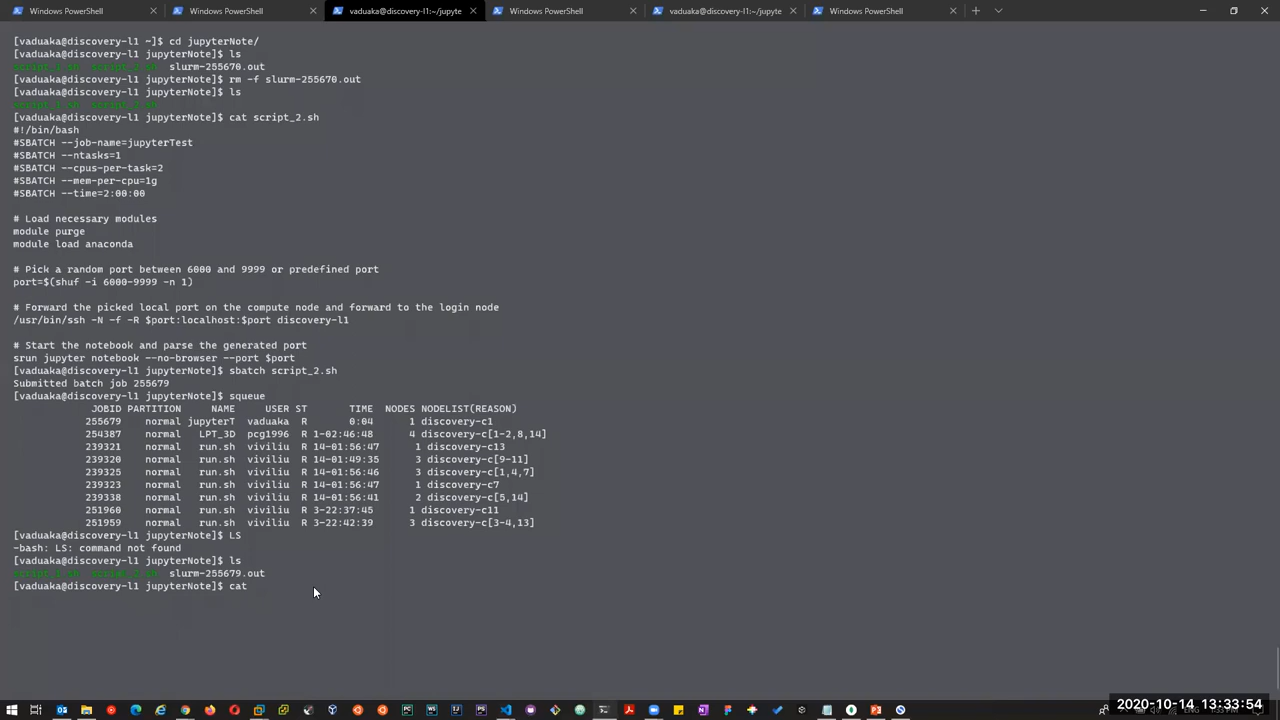 Windows PowerShell
Windows PowerShell
vaduaka@discovery-l1:~/jupyte
Windows PowerShell
vaduaka@discovery-l1:~/jupyte
Windows PowerShell
[vaduaka@discovery-l1 ~]$ cd jupyterNote/
[vaduaka@discovery-l1 jupyterNote]$ ls
script_1.sh script_2.sh slurm-255670.out
[vaduaka@discovery-l1 jupyterNote]$ rm -f slurm-255670.out
[vaduaka@discovery-l1 jupyterNote]$ ls
script_1.sh script_2.sh
[vaduaka@discovery-l1 jupyterNote]$ cat script_2.sh
#!/bin/bash
#SBATCH --job-name=jupyterTest
#SBATCH --ntasks=1
#SBATCH --cpus-per-task=2
#SBATCH --mem-per-cpu=1g
#SBATCH --time=2:00:00
# Load necessary modules
module purge
module load anaconda
# Pick a random port between 6000 and 9999 or predefined port
port=$(shuf -i 6000-9999 -n 1)
# Forward the picked local port on the compute node and forward to the login node
/usr/bin/ssh -N -f -R $port:localhost:$port discovery-l1
# Start the notebook and parse the generated port
srun jupyter notebook --no-browser --port $port
[vaduaka@discovery-l1 jupyterNote]$ sbatch script_2.sh
Submitted batch job 255679
[vaduaka@discovery-l1 jupyterNote]$ squeue
JOBID PARTITION NAME USER ST TIME NODES NODELIST(REASON)
255679 normal jupyterT vaduaka R 0:04 1 discovery-c1
254387 normal LPT_3D pcg1996 R 1-02:46:48 4 discovery-c[1-2,8,14]
239321 normal run.sh viviliu R 14-01:56:47 1 discovery-c13
239320 normal run.sh viviliu R 14-01:49:35 3 discovery-c[9-11]
239325 normal run.sh viviliu R 14-01:56:46 3 discovery-c[1,4,7]
239323 normal run.sh viviliu R 14-01:56:47 1 discovery-c7
239338 normal run.sh viviliu R 14-01:56:41 2 discovery-c[5,14]
251960 normal run.sh viviliu R 3-22:37:45 1 discovery-c11
251959 normal run.sh viviliu R 3-22:42:39 3 discovery-c[3-4,13]
[vaduaka@discovery-l1 jupyterNote]$ LS
-bash: LS: command not found
[vaduaka@discovery-l1 jupyterNote]$ ls
script_1.sh script_2.sh slurm-255679.out
[vaduaka@discovery-l1 jupyterNote]$ cat
2020-10-14 13:33:54